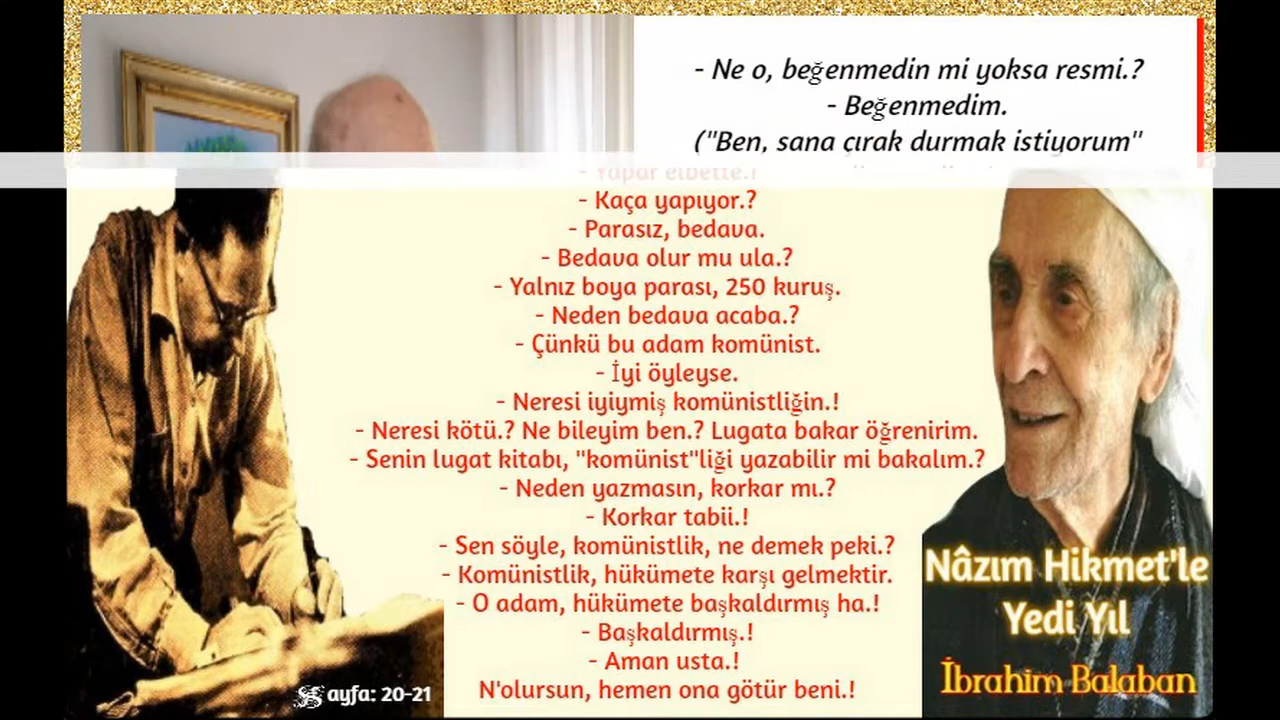 - Ne o, beğenmedin mi yoksa resmi.?
- Beğenmedim.
("Ben, sana çırak durmak istiyorum"
- Yapar elbette.!
- Kaça yapıyor.?
- Parasız, bedava.
- Bedava olur mu ula.?
- Yalnız boya parası, 250 kuruş.
- Neden bedava acaba.?
- Çünkü bu adam komünist.
- İyi öyleyse.
- Neresi iyiymiş komünistliğin.!
- Neresi kötü.? Ne bileyim ben.? Lugata bakar öğrenirim.
- Senin lugat kitabı, "komünist"liği yazabilir mi bakalım.?
- Neden yazmasın, korkar mı.?
- Korkar tabii.!
- Sen söyle, komünistlik, ne demek peki.?
- Komünistlik, hükümete karşı gelmektir.
- O adam, hükümete başkaldırmış ha.!
- Başkaldırmış.!
- Aman usta.!
N'olursun, hemen ona götür beni.!
Sayfa: 20-21
Nâzım Hikmet'le
Yedi Yıl
İbrahim Balaban